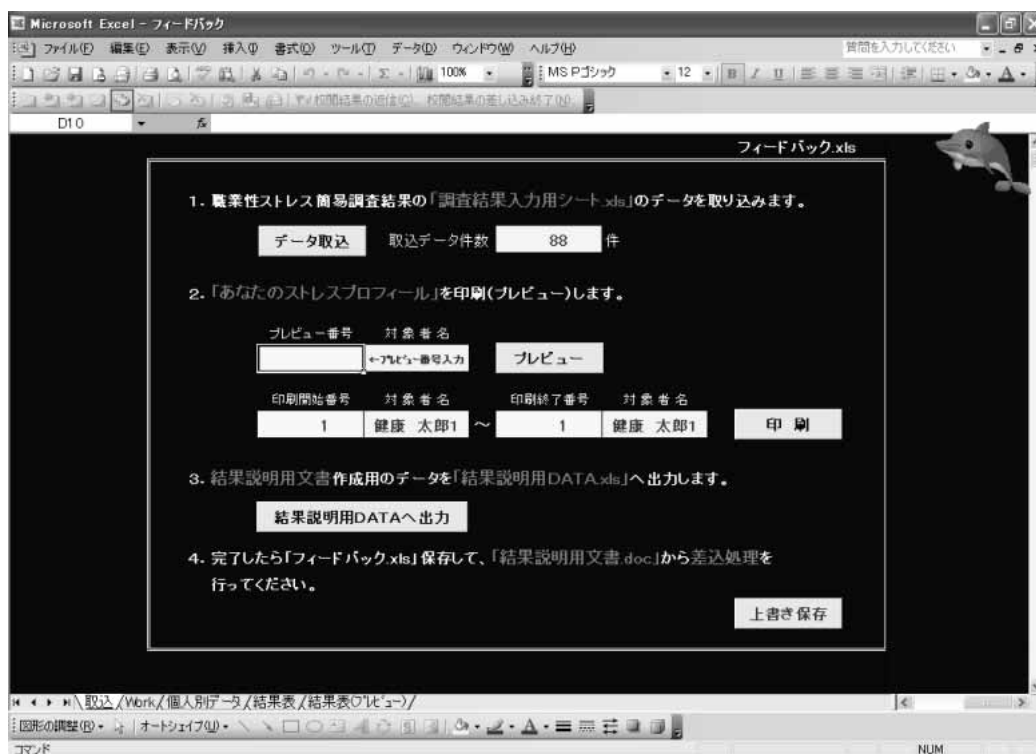 Microsoft Excel - フィードバック
ファイル(F) 編集(E) 表示(V) 挿入(I) 書式(O) ツール(T) データ(D) ウィンドウ(W) ヘルプ(H) 質問を入力してください
100% MS Pゴシック 12 B I U
校閲結果の返信(C)... 校閲結果の差し込み終了(N)...
D10 fx
フィードバック.xls
1. 職業性ストレス簡易調査結果の「調査結果入力用シート.xls」のデータを取り込みます。
データ取込 取込データ件数 88 件
2.「あなたのストレスプロフィール」を印刷(プレビュー)します。
プレビュー番号 対象者名
←プレビュー番号入力 プレビュー
印刷開始番号 対象者名 印刷終了番号 対象者名
1 健康 太郎1 ～ 1 健康 太郎1 印 刷
3. 結果説明用文書作成用のデータを「結果説明用DATA.xls」へ出力します。
結果説明用DATAへ出力
4. 完了したら「フィードバック.xls」保存して、「結果説明用文書.doc」から差込処理を
行ってください。
上書き保存
取込/Work/個人別データ/結果表/結果表(プレビュー)/
図形の調整(R) オートシェイプ(U)
コマンド NUM